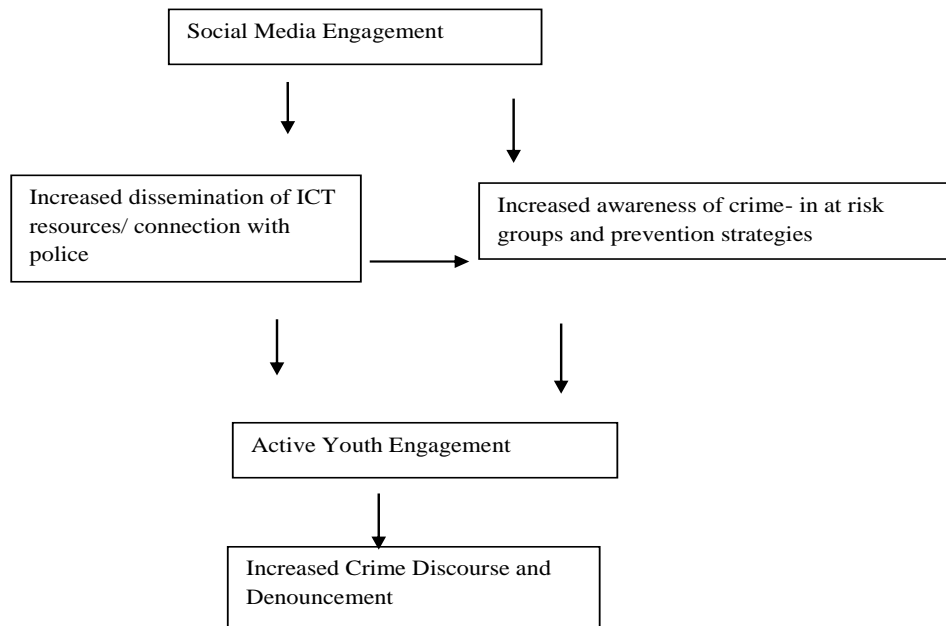 Social Media Engagement
Increased dissemination of ICT
resources/ connection with
police
Increased awareness of crime- in at risk
groups and prevention strategies
Active Youth Engagement
Increased Crime Discourse and
Denouncement